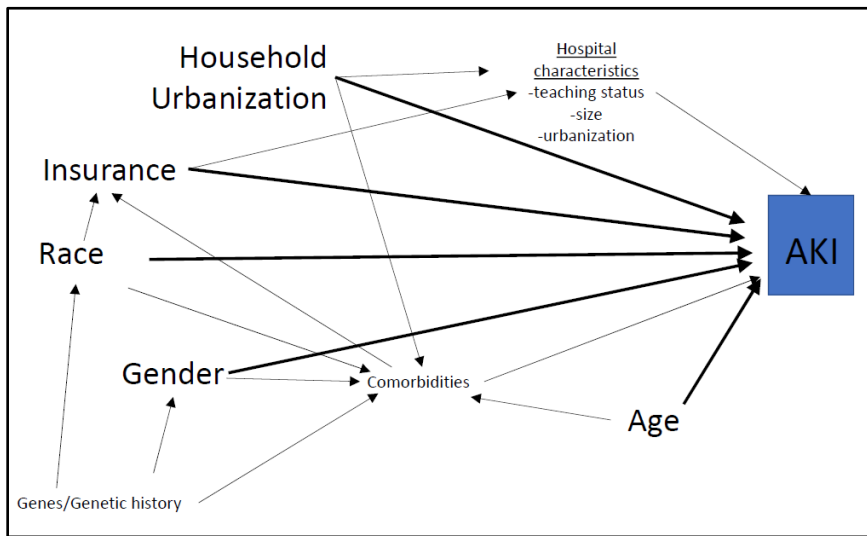 Household
Urbanization
Hospital
characteristics
-teaching status
-size
-urbanization
Insurance
Race
AKI
Gender
Comorbidities
Age
Genes/Genetic history